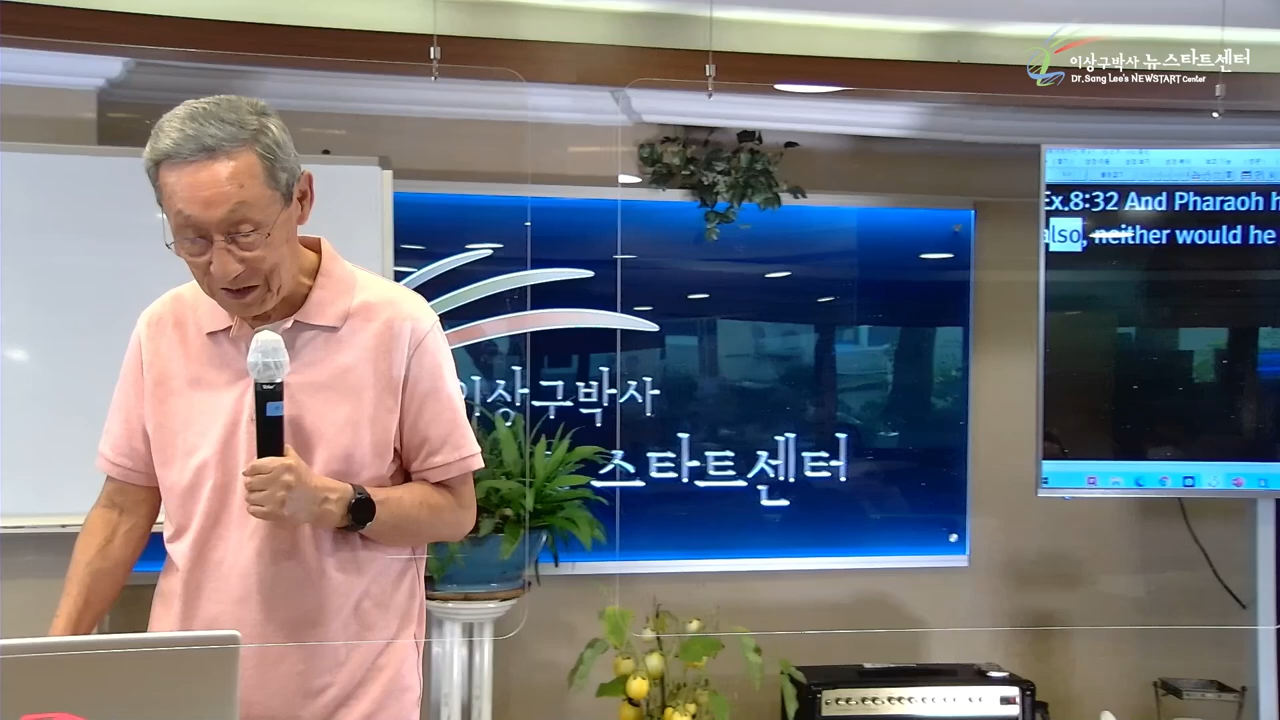 이상구박사 뉴스타트센터
Dr. Sang Lee's NEWSTART Center
Ex.8:32 And Pharaoh h
also, neither would he
이상구박사
스타트센터